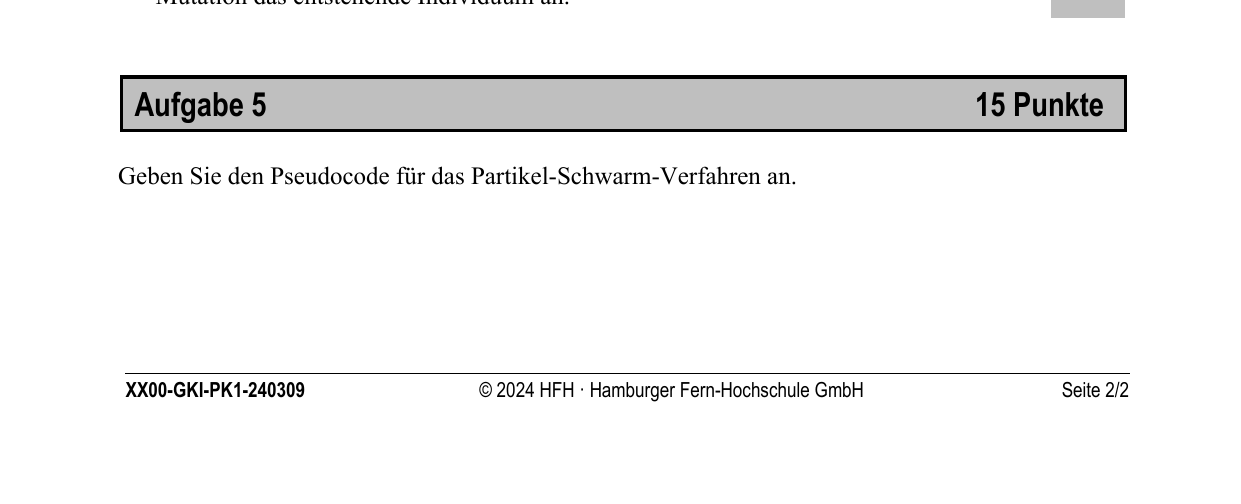 Mutation das entstehende Individuum an.
Aufgabe 5 15 Punkte
Geben Sie den Pseudocode für das Partikel-Schwarm-Verfahren an.
XX00-GKI-PK1-240309 © 2024 HFH · Hamburger Fern-Hochschule GmbH Seite 2/2